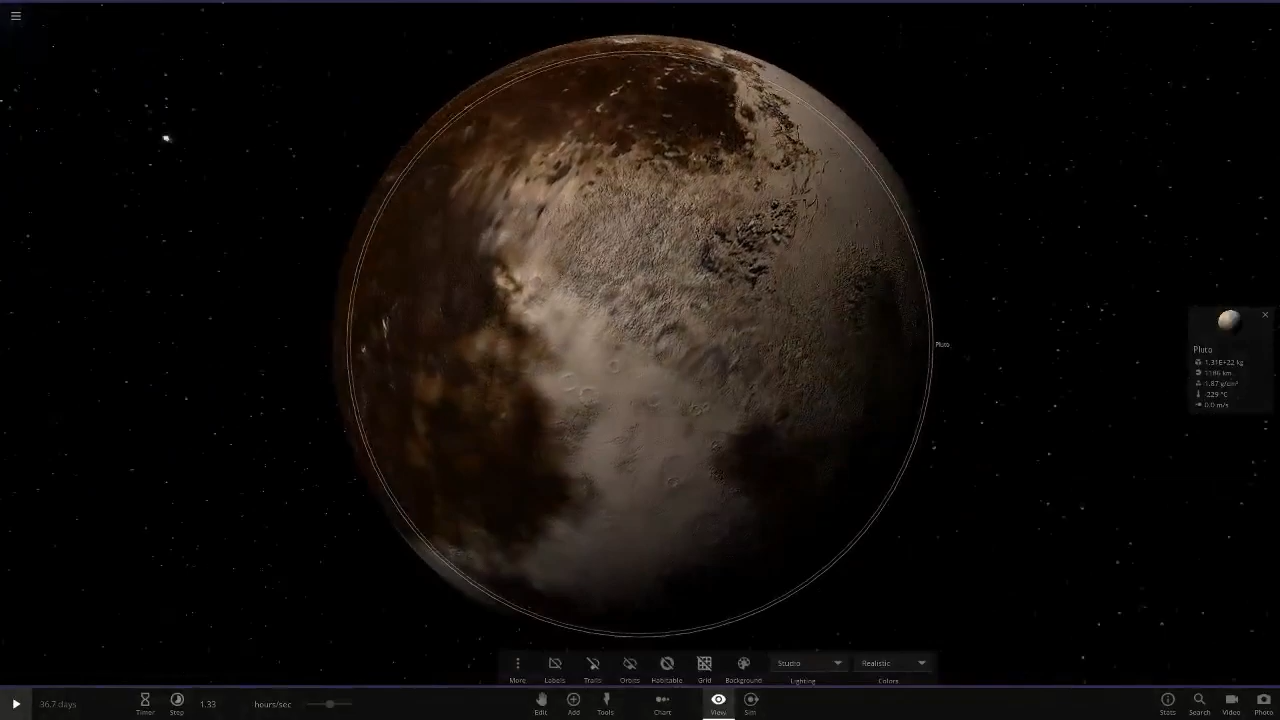 Pluto
Pluto
1.31E+22 kg
1186 km
1.87 g/cm³
-229 °C
0.0 m/s
More
Labels
Trails
Orbits
Habitable
Grid
Background
Studio
Lighting
Realistic
Colors
36.7 days
Timer
Step
1.33
hours/sec
Edit
Add
Tools
Chart
View
Sim
Stats
Search
Video
Photo